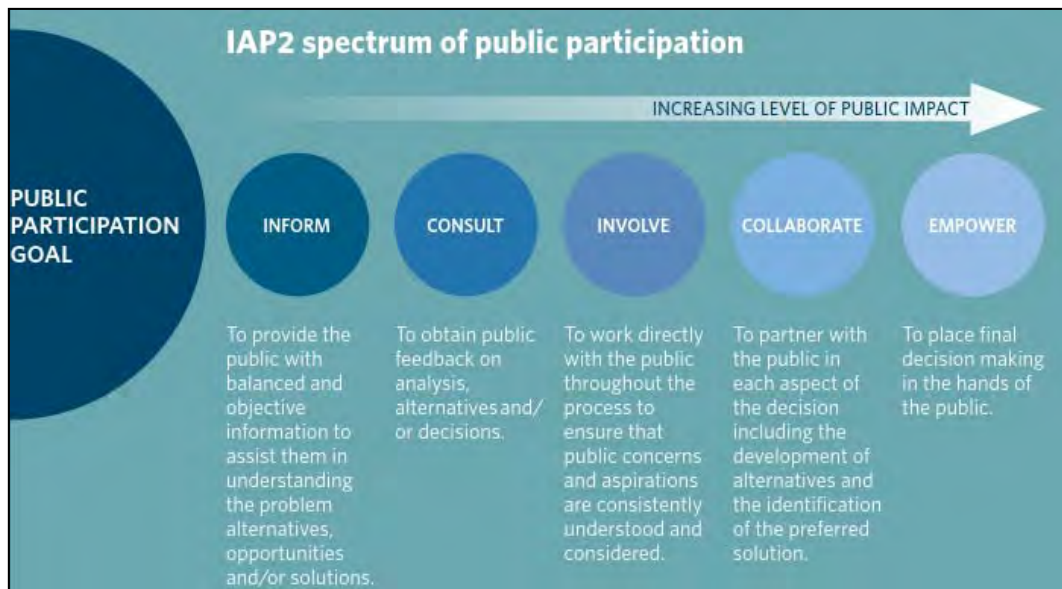 IAP2 spectrum of public participation
INCREASING LEVEL OF PUBLIC IMPACT
PUBLIC
PARTICIPATION
GOAL
INFORM
CONSULT
INVOLVE
COLLABORATE
EMPOWER
To provide the
public with
balanced and
objective
information to
assist them in
understanding
the problem
alternatives,
opportunities
and/or solutions.
To obtain public
feedback on
analysis,
alternatives and/
or decisions.
To work directly
with the public
throughout the
process to
ensure that
public concerns
and aspirations
are consistently
understood and
considered.
To partner with
the public in
each aspect of
the decision
including the
development of
alternatives and
the identification
of the preferred
solution.
To place final
decision making
in the hands of
the public.